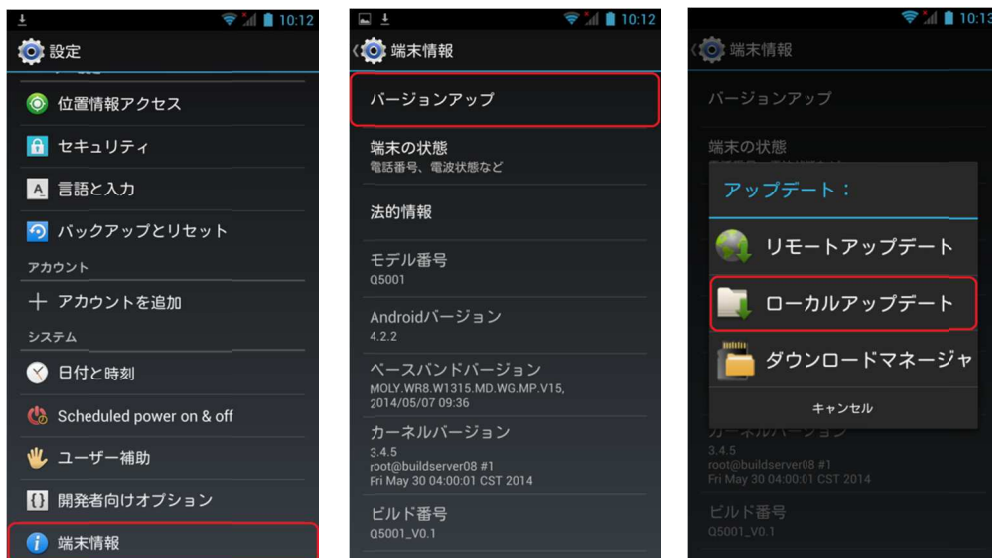 10:12
設定
位置情報アクセス
セキュリティ
A 言語と入力
バックアップとリセット
アカウント
アカウントを追加
システム
日付と時刻
Scheduled power on & off
ユーザー補助
{} 開発者向けオプション
i 端末情報
10:12
端末情報
バージョンアップ
端末の状態
電話番号、電波状態など
法的情報
モデル番号
Q5001
Androidバージョン
4.2.2
ベースバンドバージョン
MOLY.WR8.W1315.MD.WG.MP.V15,
2014/05/07 09:36
カーネルバージョン
3.4.5
root@buildserver08 #1
Fri May 30 04:00:01 CST 2014
ビルド番号
Q5001_V0.1
10:13
端末情報
バージョンアップ
端末の状態
アップデート：
リモートアップデート
ローカルアップデート
ダウンロードマネージャ
キャンセル
カーネルバージョン
3.4.5
root@buildserver08 #1
Fri May 30 04:00:01 CST 2014
ビルド番号
Q5001_V0.1